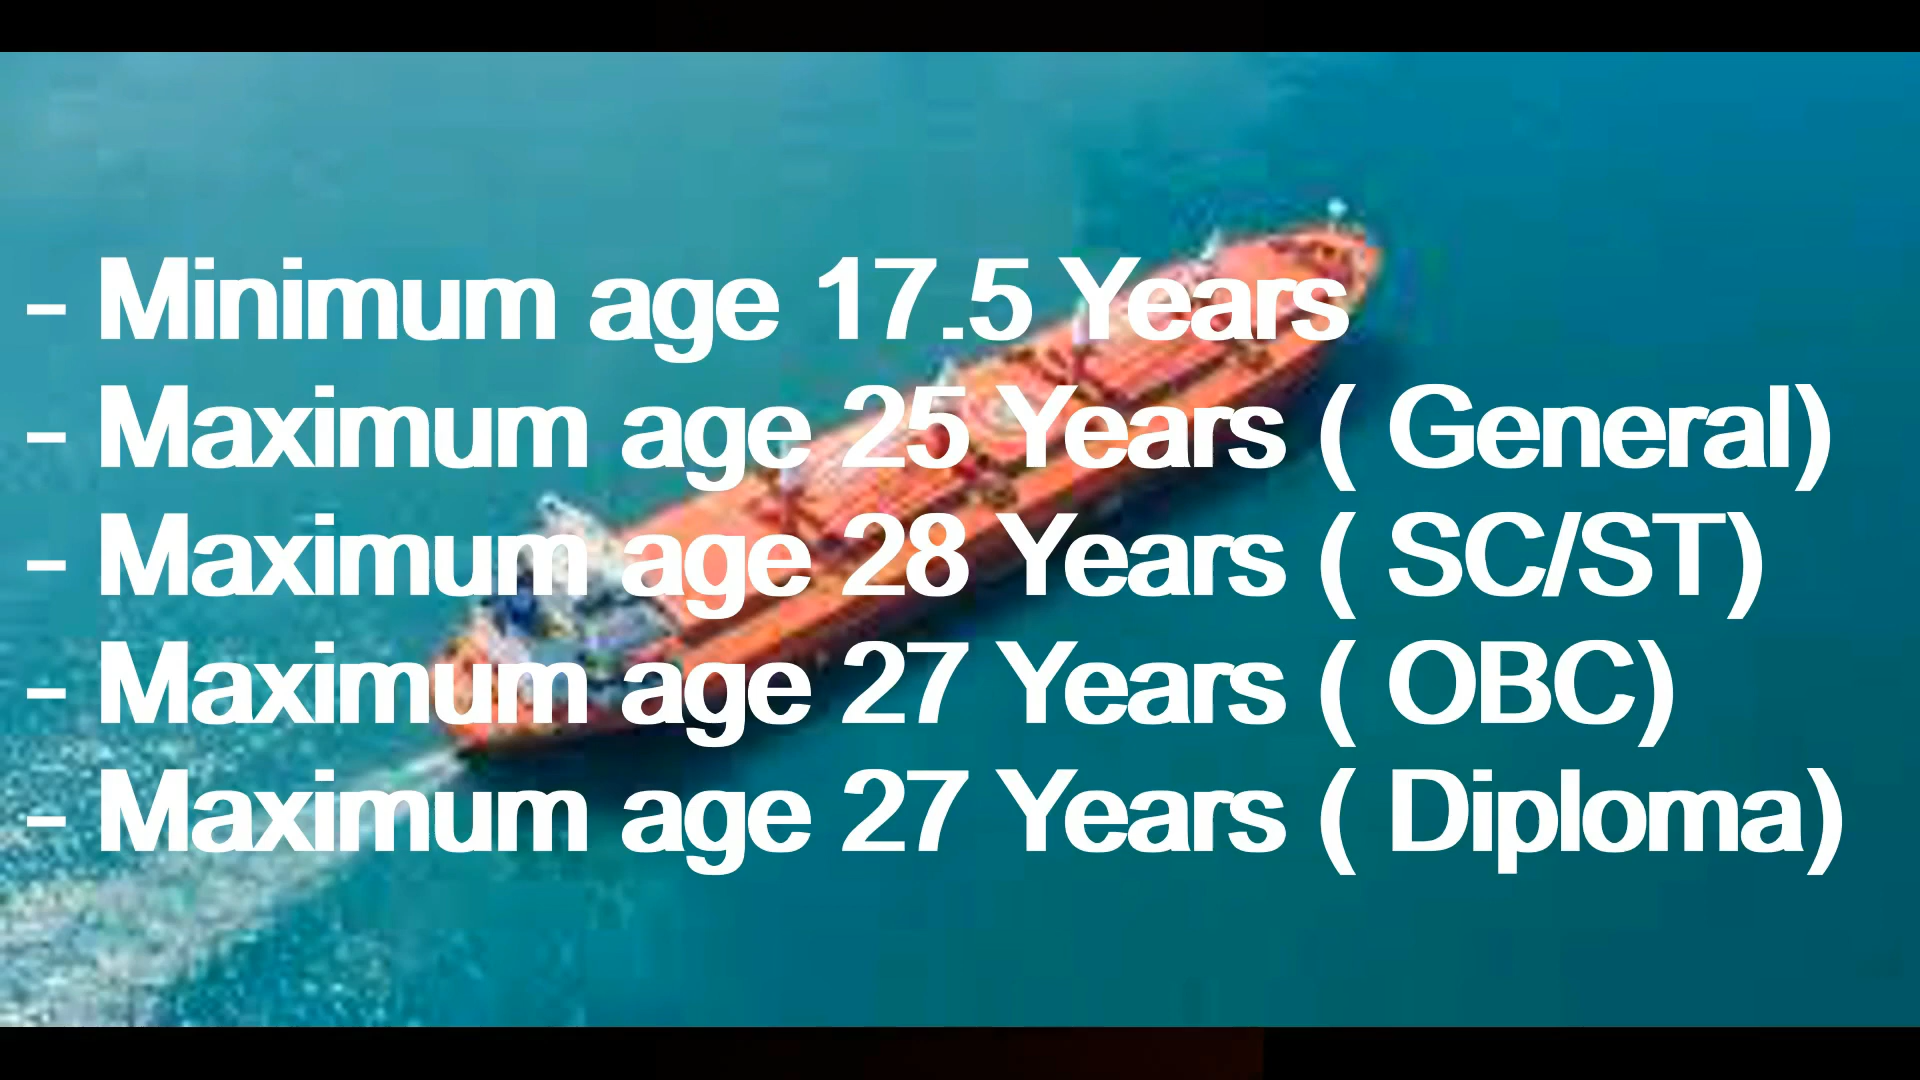 - Minimum age 17.5 Years
- Maximum age 25 Years ( General)
- Maximum age 28 Years ( SC/ST)
- Maximum age 27 Years ( OBC)
- Maximum age 27 Years ( Diploma)